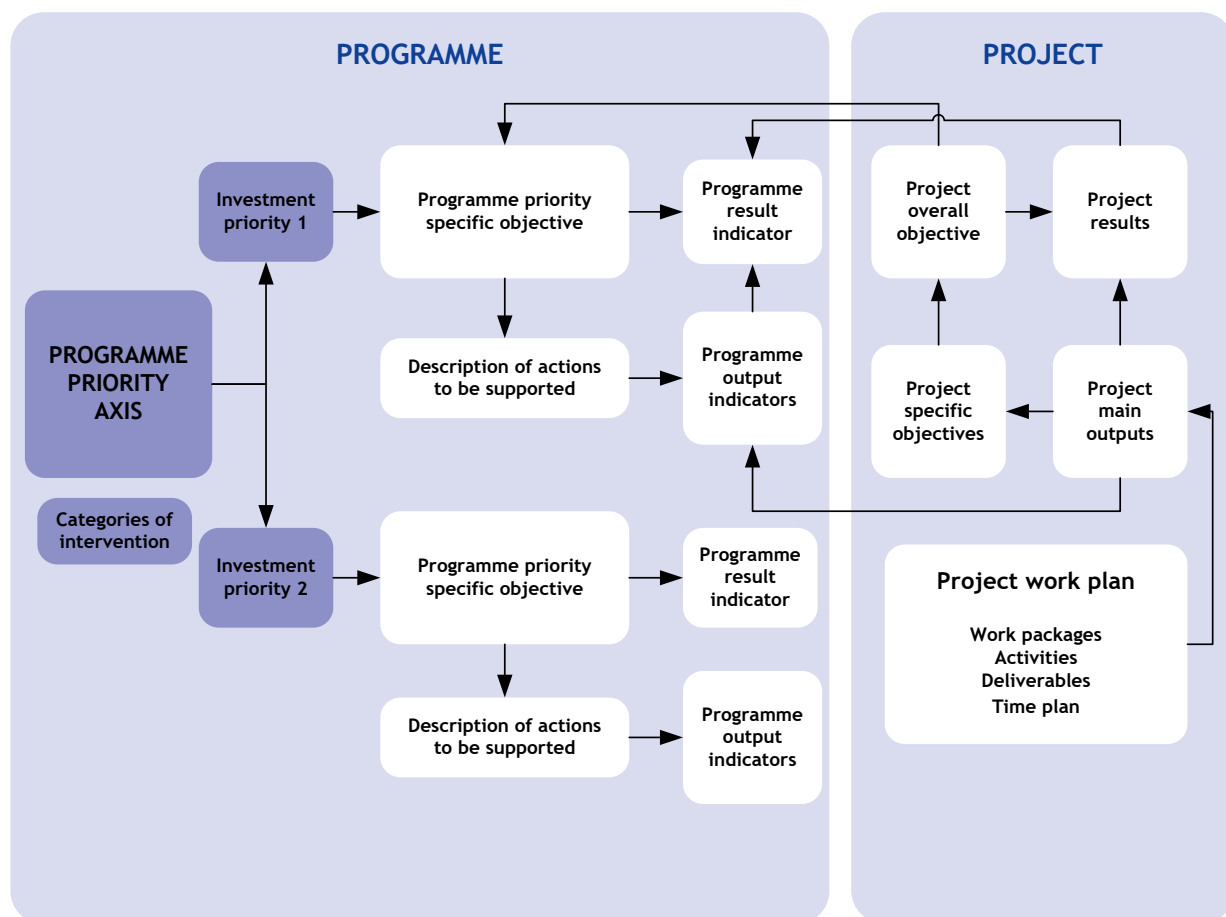 PROGRAMME
Investment
priority 1
Programme priority
specific objective
Programme
result
indicator
PROGRAMME
PRIORITY
AXIS
Description of actions
to be supported
Programme
output
indicators
Categories of
intervention
Investment
priority 2
Programme priority
specific objective
Programme
result
indicator
Description of actions
to be supported
Programme
output
indicators
PROJECT
Project
overall
objective
Project
results
Project
specific
objectives
Project
main
outputs
Project work plan
Work packages
Activities
Deliverables
Time plan